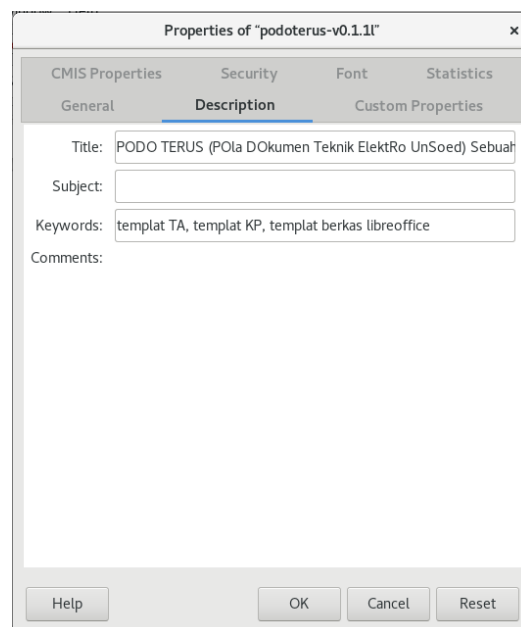 Properties of "podoterus-v0.1.1l"
×
CMIS Properties Security Font Statistics
General Description Custom Properties
Title: PODO TERUS (POla DOkumen Teknik ElektRo UnSoed) Sebuah
Subject:
Keywords: templat TA, templat KP, templat berkas libreoffice
Comments:
Help OK Cancel Reset